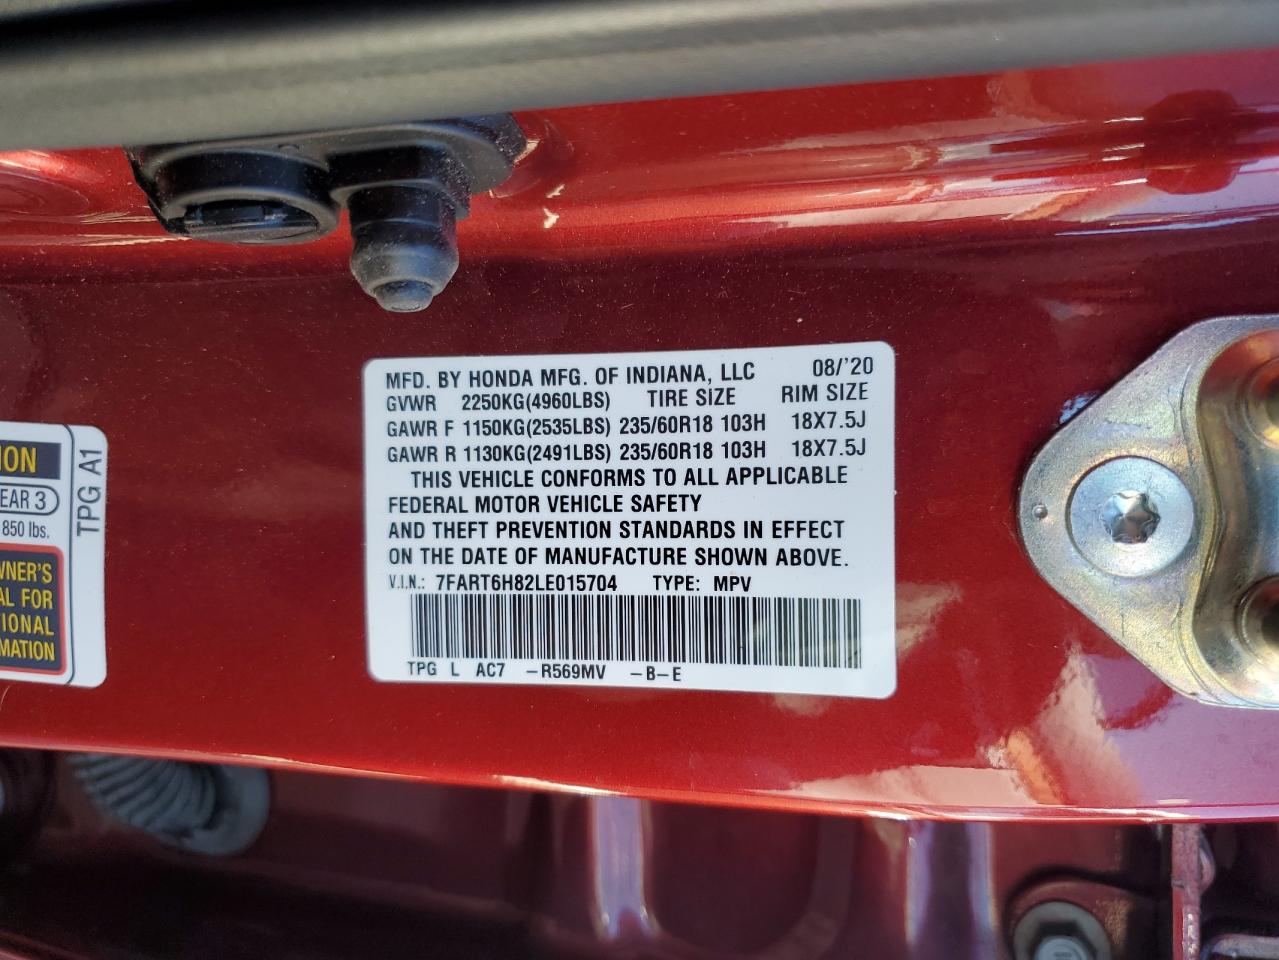 MFD. BY HONDA MFG. OF INDIANA, LLC 08/'20
GVWR 2250KG(4960LBS) TIRE SIZE RIM SIZE
GAWR F 1150KG(2535LBS) 235/60R18 103H 18X7.5J
GAWR R 1130KG(2491LBS) 235/60R18 103H 18X7.5J
THIS VEHICLE CONFORMS TO ALL APPLICABLE
FEDERAL MOTOR VEHICLE SAFETY
AND THEFT PREVENTION STANDARDS IN EFFECT
ON THE DATE OF MANUFACTURE SHOWN ABOVE.
V.I.N.: 7FART6H82LE015704 TYPE: MPV
TPG L AC7 -R569MV -B-E
ION
EAR 3
850 lbs.
WNER'S
AL FOR
TIONAL
MATION
TPG A1